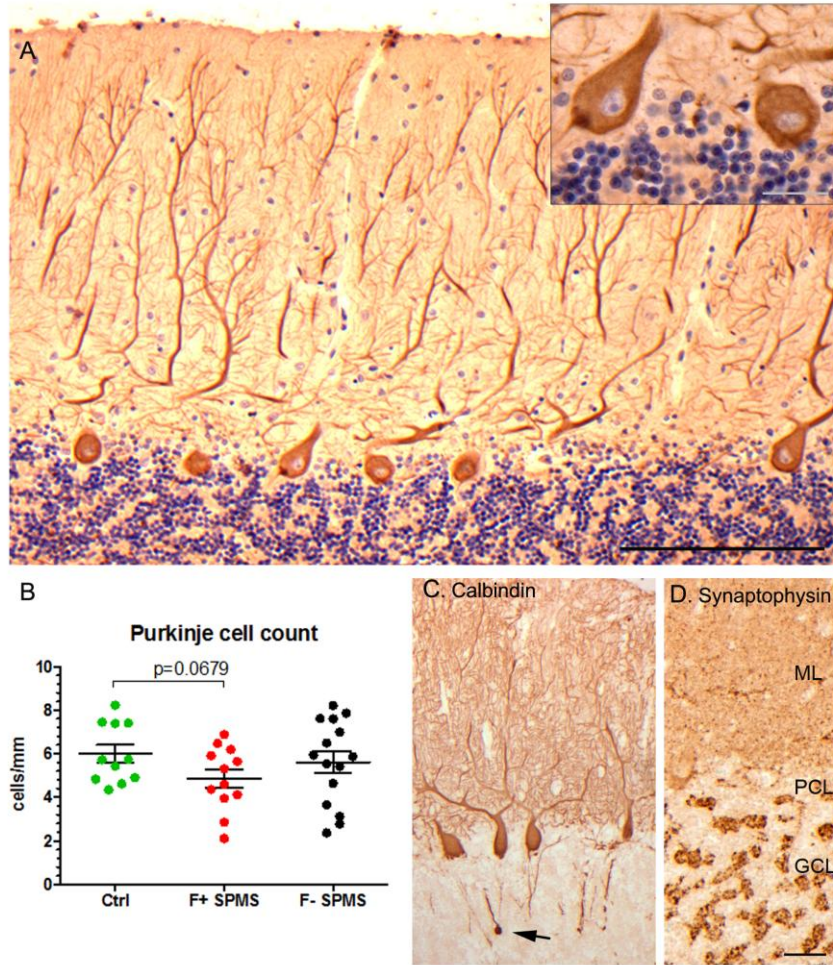 A
B
Purkinje cell count
p=0.0679
cells/mm
10
8
6
4
2
0
Ctrl
F+ SPMS
F- SPMS
C. Calbindin
D. Synaptophysin
ML
PCL
GCL